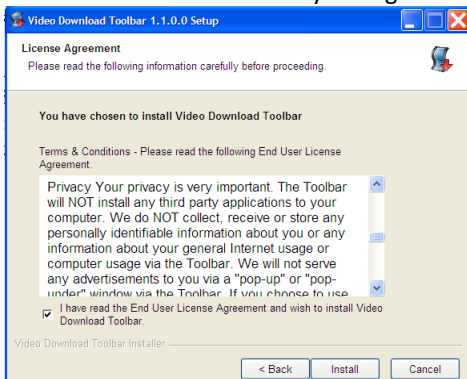 Video Download Toolbar 1.1.0.0 Setup
License Agreement
Please read the following information carefully before proceeding.
You have chosen to install Video Download Toolbar
Terms & Conditions - Please read the following End User License
Agreement.
Privacy Your privacy is very important. The Toolbar
will NOT install any third party applications to your
computer. We do NOT collect, receive or store any
personally identifiable information about you or any
information about your general Internet usage or
computer usage via the Toolbar. We will not serve
any advertisements to you via a "pop-up" or "pop-
under" window via the Toolbar. If you choose to use
I have read the End User License Agreement and wish to install Video
Download Toolbar.
Video Download Toolbar Installer
< Back Install Cancel